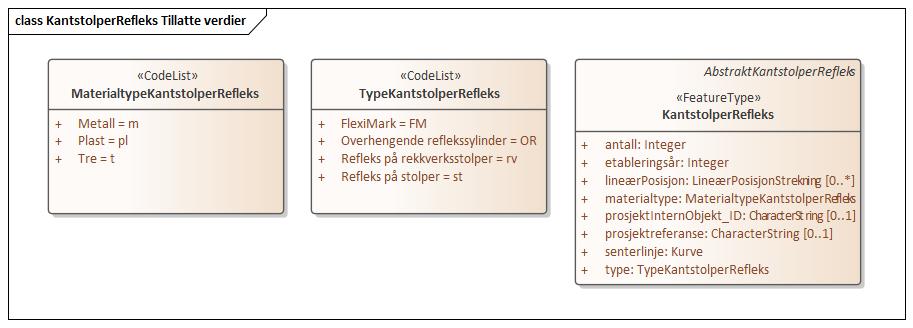 class KantstolperRefleks Tillatte verdier
«CodeList»
MaterialtypeKantstolperRefleks
+ Metall = m
+ Plast = pl
+ Tre = t
«CodeList»
TypeKantstolperRefleks
+ FlexiMark = FM
+ Overhengende reflekssylinder = OR
+ Refleks på rekkverksstolper = rv
+ Refleks på stolper = st
AbstraktKantstolperRefleks
«FeatureType»
KantstolperRefleks
+ antall: Integer
+ etableringsår: Integer
+ lineærPosisjon: LineærPosisjonStrekning [0..*]
+ materialtype: MaterialtypeKantstolperRefleks
+ prosjektInternObjekt_ID: CharacterString [0..1]
+ prosjektreferanse: CharacterString [0..1]
+ senterlinje: Kurve
+ type: TypeKantstolperRefleks